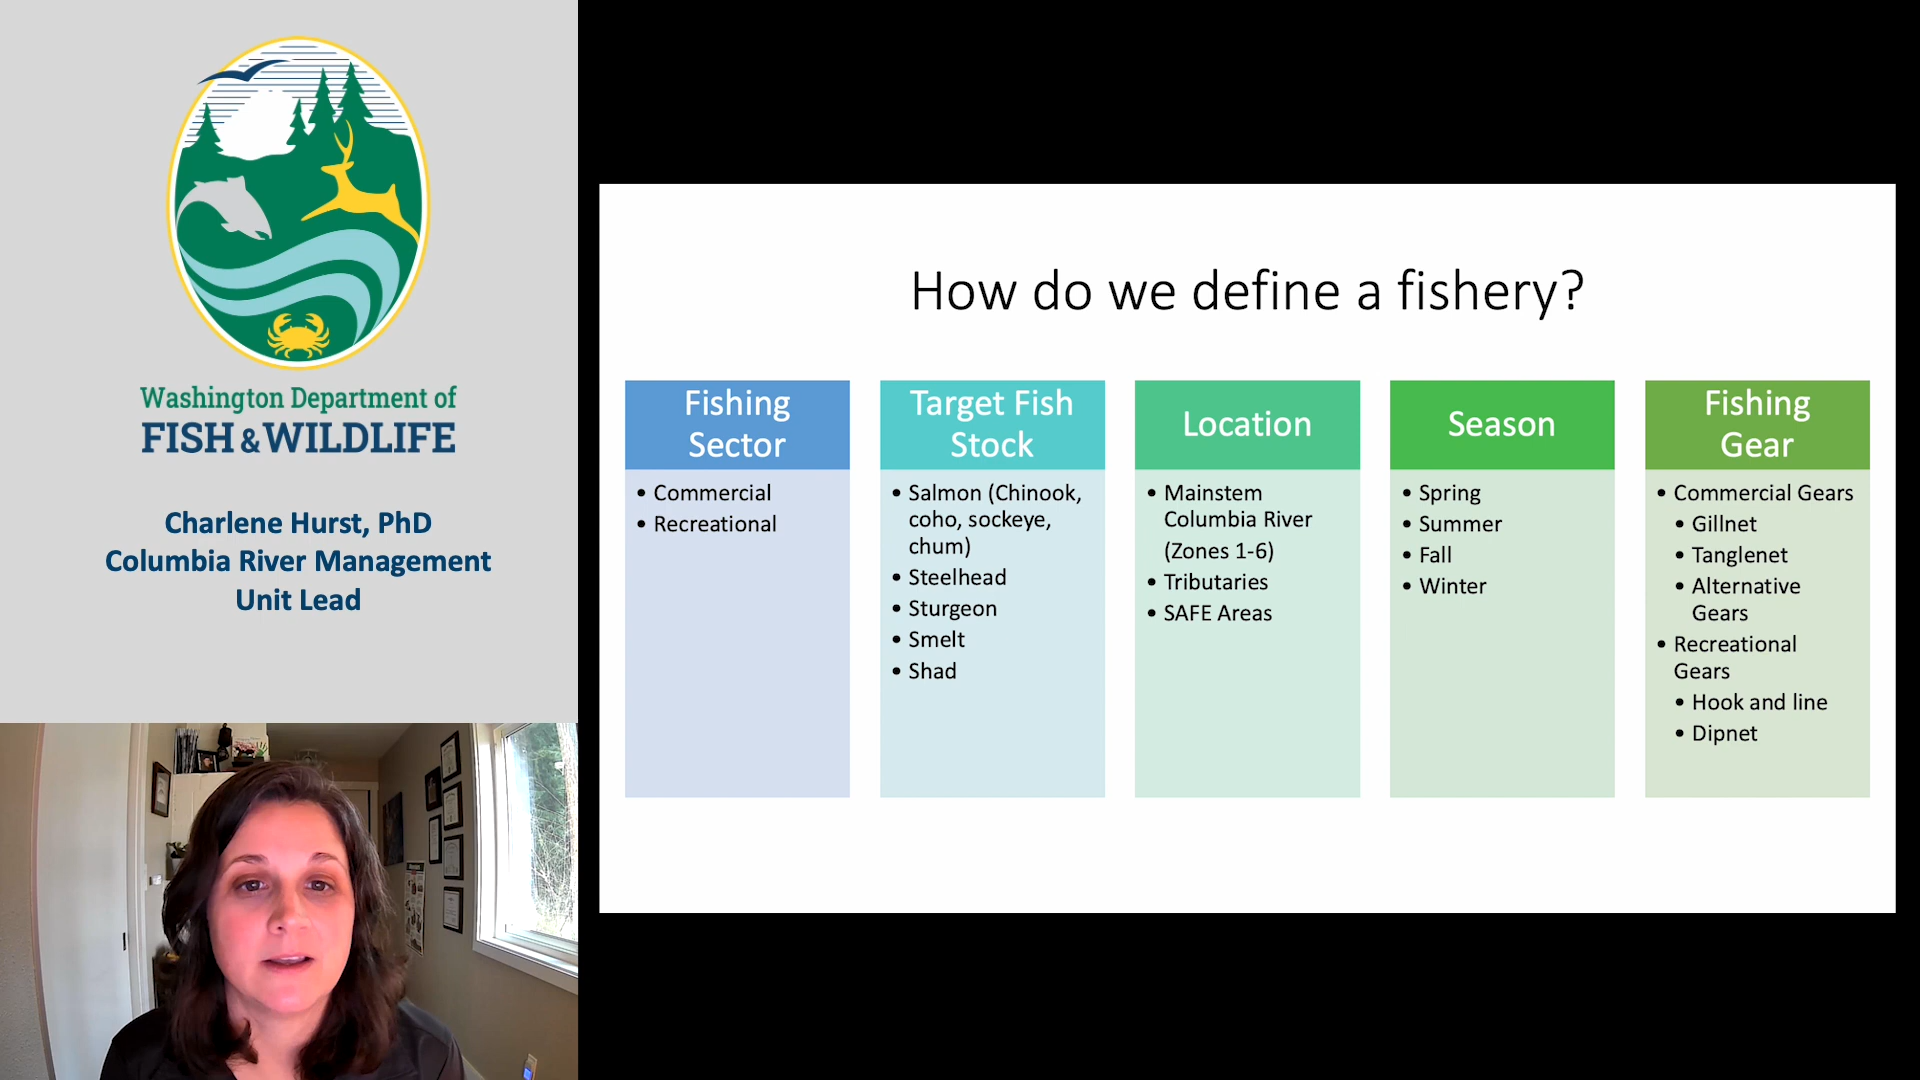 Washington Department of
FISH & WILDLIFE
Charlene Hurst, PhD
Columbia River Management
Unit Lead
How do we define a fishery?
Fishing
Sector
• Commercial
• Recreational
Target Fish
Stock
• Salmon (Chinook,
coho, sockeye,
chum)
• Steelhead
• Sturgeon
• Smelt
• Shad
Location
• Mainstem
Columbia River
(Zones 1-6)
• Tributaries
• SAFE Areas
Season
• Spring
• Summer
• Fall
• Winter
Fishing
Gear
• Commercial Gears
• Gillnet
• Tanglenet
• Alternative
Gears
• Recreational
Gears
• Hook and line
• Dipnet